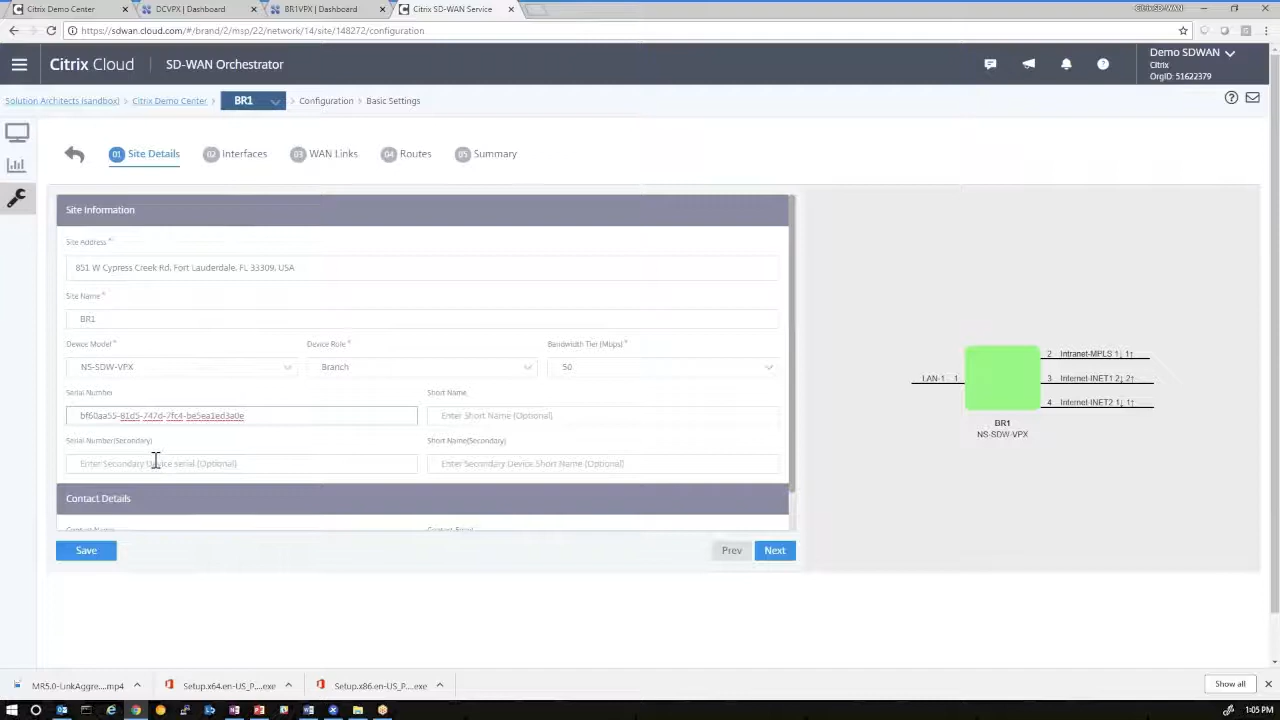 Citrix Demo Center
DCVPX | Dashboard
BR1VPX | Dashboard
Citrix SD-WAN Service
CitrixSD-WAN
https://sdwan.cloud.com/#/brand/2/msp/22/network/14/site/148272/configuration
Citrix Cloud
SD-WAN Orchestrator
Demo SDWAN
Citrix
OrgID: 51622379
Solution Architects (sandbox) > Citrix Demo Center > BR1 > Configuration > Basic Settings
01 Site Details
02 Interfaces
03 WAN Links
04 Routes
05 Summary
Site Information
Site Address *
851 W Cypress Creek Rd, Fort Lauderdale, FL 33309, USA
Site Name *
BR1
Device Model *
Device Role *
Bandwidth Tier (Mbps) *
NS-SDW-VPX
Branch
50
Serial Number
Short Name
bf60aa55-81d5-747d-7fc4-be5ea1ed3a0e
Enter Short Name (Optional)
Serial Number(Secondary)
Short Name(Secondary)
Enter Secondary Device serial (Optional)
Enter Secondary Device Short Name (Optional)
Contact Details
Contact Name
Contact Email
Save
Prev
Next
LAN-1 1
2 Intranet-MPLS 1↓ 1↑
3 Internet-INET1 2↓ 2↑
4 Internet-INET2 1↓ 1↑
BR1
NS-SDW-VPX
MR5.0-LinkAggre....mp4
Setup.x64.en-US_P....exe
Setup.x86.en-US_P....exe
Show all
1:05 PM